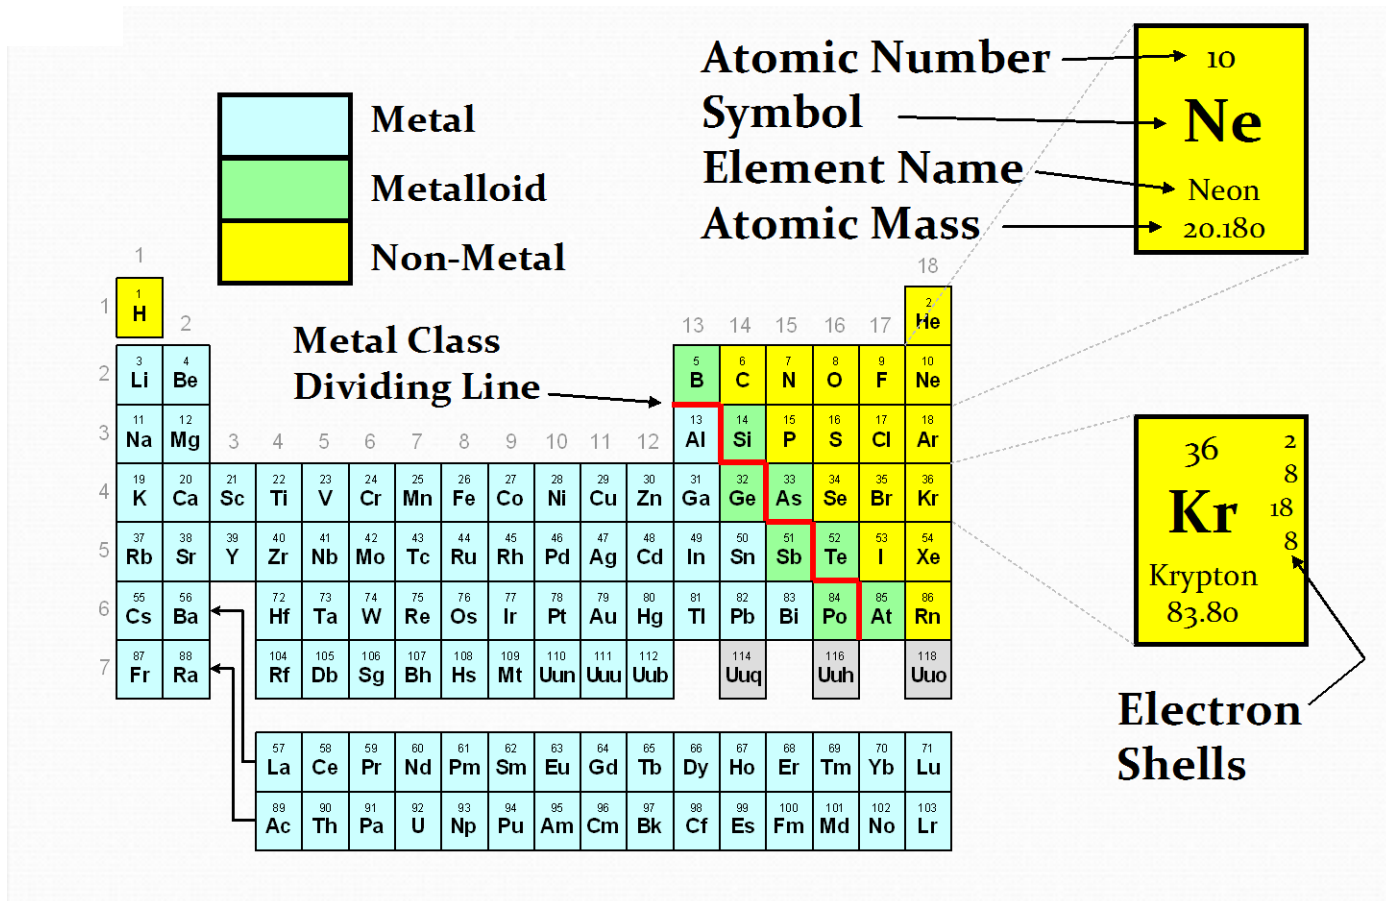 Atomic Number
Symbol
Element Name
Atomic Mass
10
Ne
Neon
20.180
Metal
Metalloid
Non-Metal
Metal Class
Dividing Line
36
Kr
Krypton
83.80
2
8
18
8
Electron
Shells
1
18
1
1
H
2
2
He
13 14 15 16 17
2
3 4 5 6 7 8 9 10
Li Be B C N O F Ne
3
11 12 13 14 15 16 17 18
Na Mg Al Si P S Cl Ar
3 4 5 6 7 8 9 10 11 12
4
19 20 21 22 23 24 25 26 27 28 29 30 31 32 33 34 35 36
K Ca Sc Ti V Cr Mn Fe Co Ni Cu Zn Ga Ge As Se Br Kr
5
37 38 39 40 41 42 43 44 45 46 47 48 49 50 51 52 53 54
Rb Sr Y Zr Nb Mo Tc Ru Rh Pd Ag Cd In Sn Sb Te I Xe
6
55 56 72 73 74 75 76 77 78 79 80 81 82 83 84 85 86
Cs Ba Hf Ta W Re Os Ir Pt Au Hg Tl Pb Bi Po At Rn
7
87 88 104 105 106 107 108 109 110 111 112 114 116 118
Fr Ra Rf Db Sg Bh Hs Mt Uun Uuu Uub Uuq Uuh Uuo
57 58 59 60 61 62 63 64 65 66 67 68 69 70 71
La Ce Pr Nd Pm Sm Eu Gd Tb Dy Ho Er Tm Yb Lu
89 90 91 92 93 94 95 96 97 98 99 100 101 102 103
Ac Th Pa U Np Pu Am Cm Bk Cf Es Fm Md No Lr